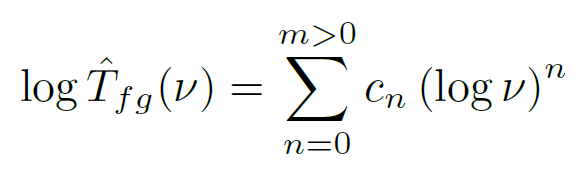 log T̂_{fg}(ν) = ∑_{n=0}^{m>0} c_n (log ν)^n